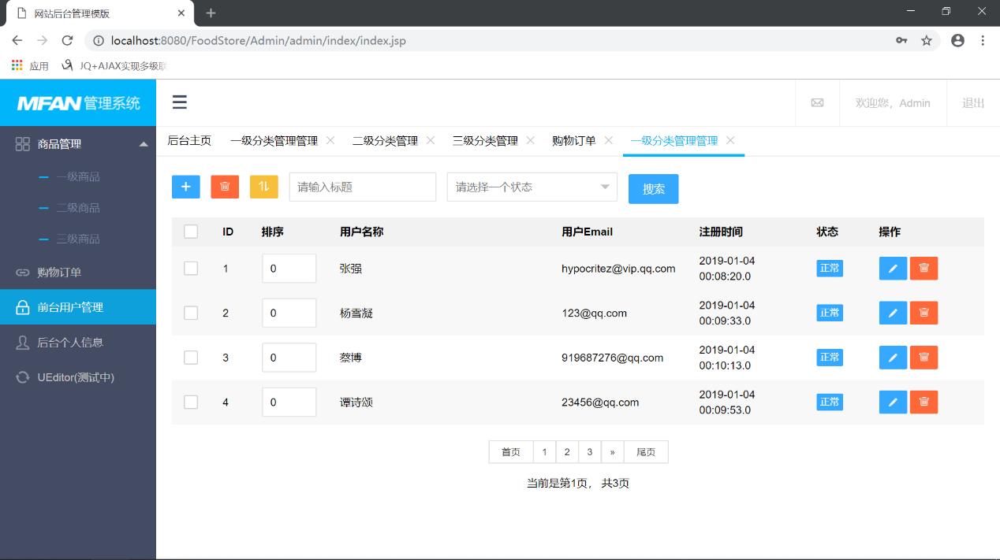 网站后台管理模版
localhost:8080/FoodStore/Admin/admin/index/index.jsp
应用 JQ+AJAX实现多级联
MFAN管理系统
欢迎您，Admin 退出
商品管理
一级商品
二级商品
三级商品
购物订单
前台用户管理
后台个人信息
UEditor(测试中)
后台主页 一级分类管理管理 二级分类管理 三级分类管理 购物订单 一级分类管理管理
请输入标题 请选择一个状态 搜索
ID 排序 用户名称 用户Email 注册时间 状态 操作
1 0 张强 hypocritez@vip.qq.com 2019-01-04 00:08:20.0 正常
2 0 杨雪凝 123@qq.com 2019-01-04 00:09:33.0 正常
3 0 蔡博 919687276@qq.com 2019-01-04 00:10:13.0 正常
4 0 谭诗颂 23456@qq.com 2019-01-04 00:09:53.0 正常
首页 1 2 3 » 尾页
当前是第1页， 共3页